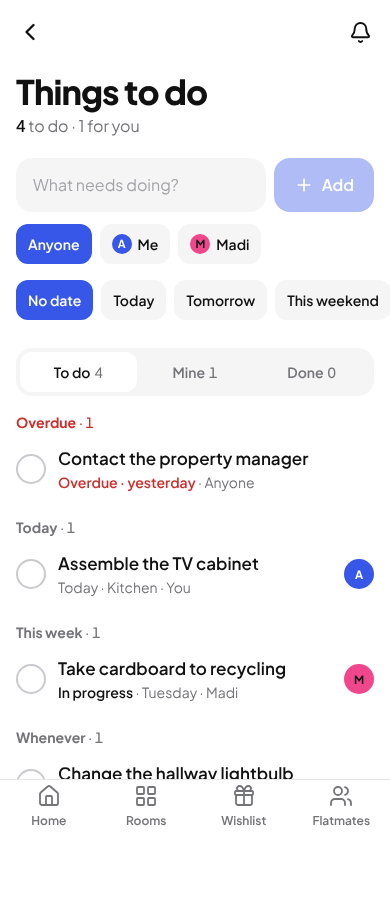 Things to do
4 to do · 1 for you
What needs doing?
+ Add
Anyone
A Me
M Madi
No date
Today
Tomorrow
This weekend
To do 4
Mine 1
Done 0
Overdue · 1
Contact the property manager
Overdue · yesterday · Anyone
Today · 1
Assemble the TV cabinet
Today · Kitchen · You
A
This week · 1
Take cardboard to recycling
In progress · Tuesday · Madi
M
Whenever · 1
Change the hallway lightbulb
Home
Rooms
Wishlist
Flatmates